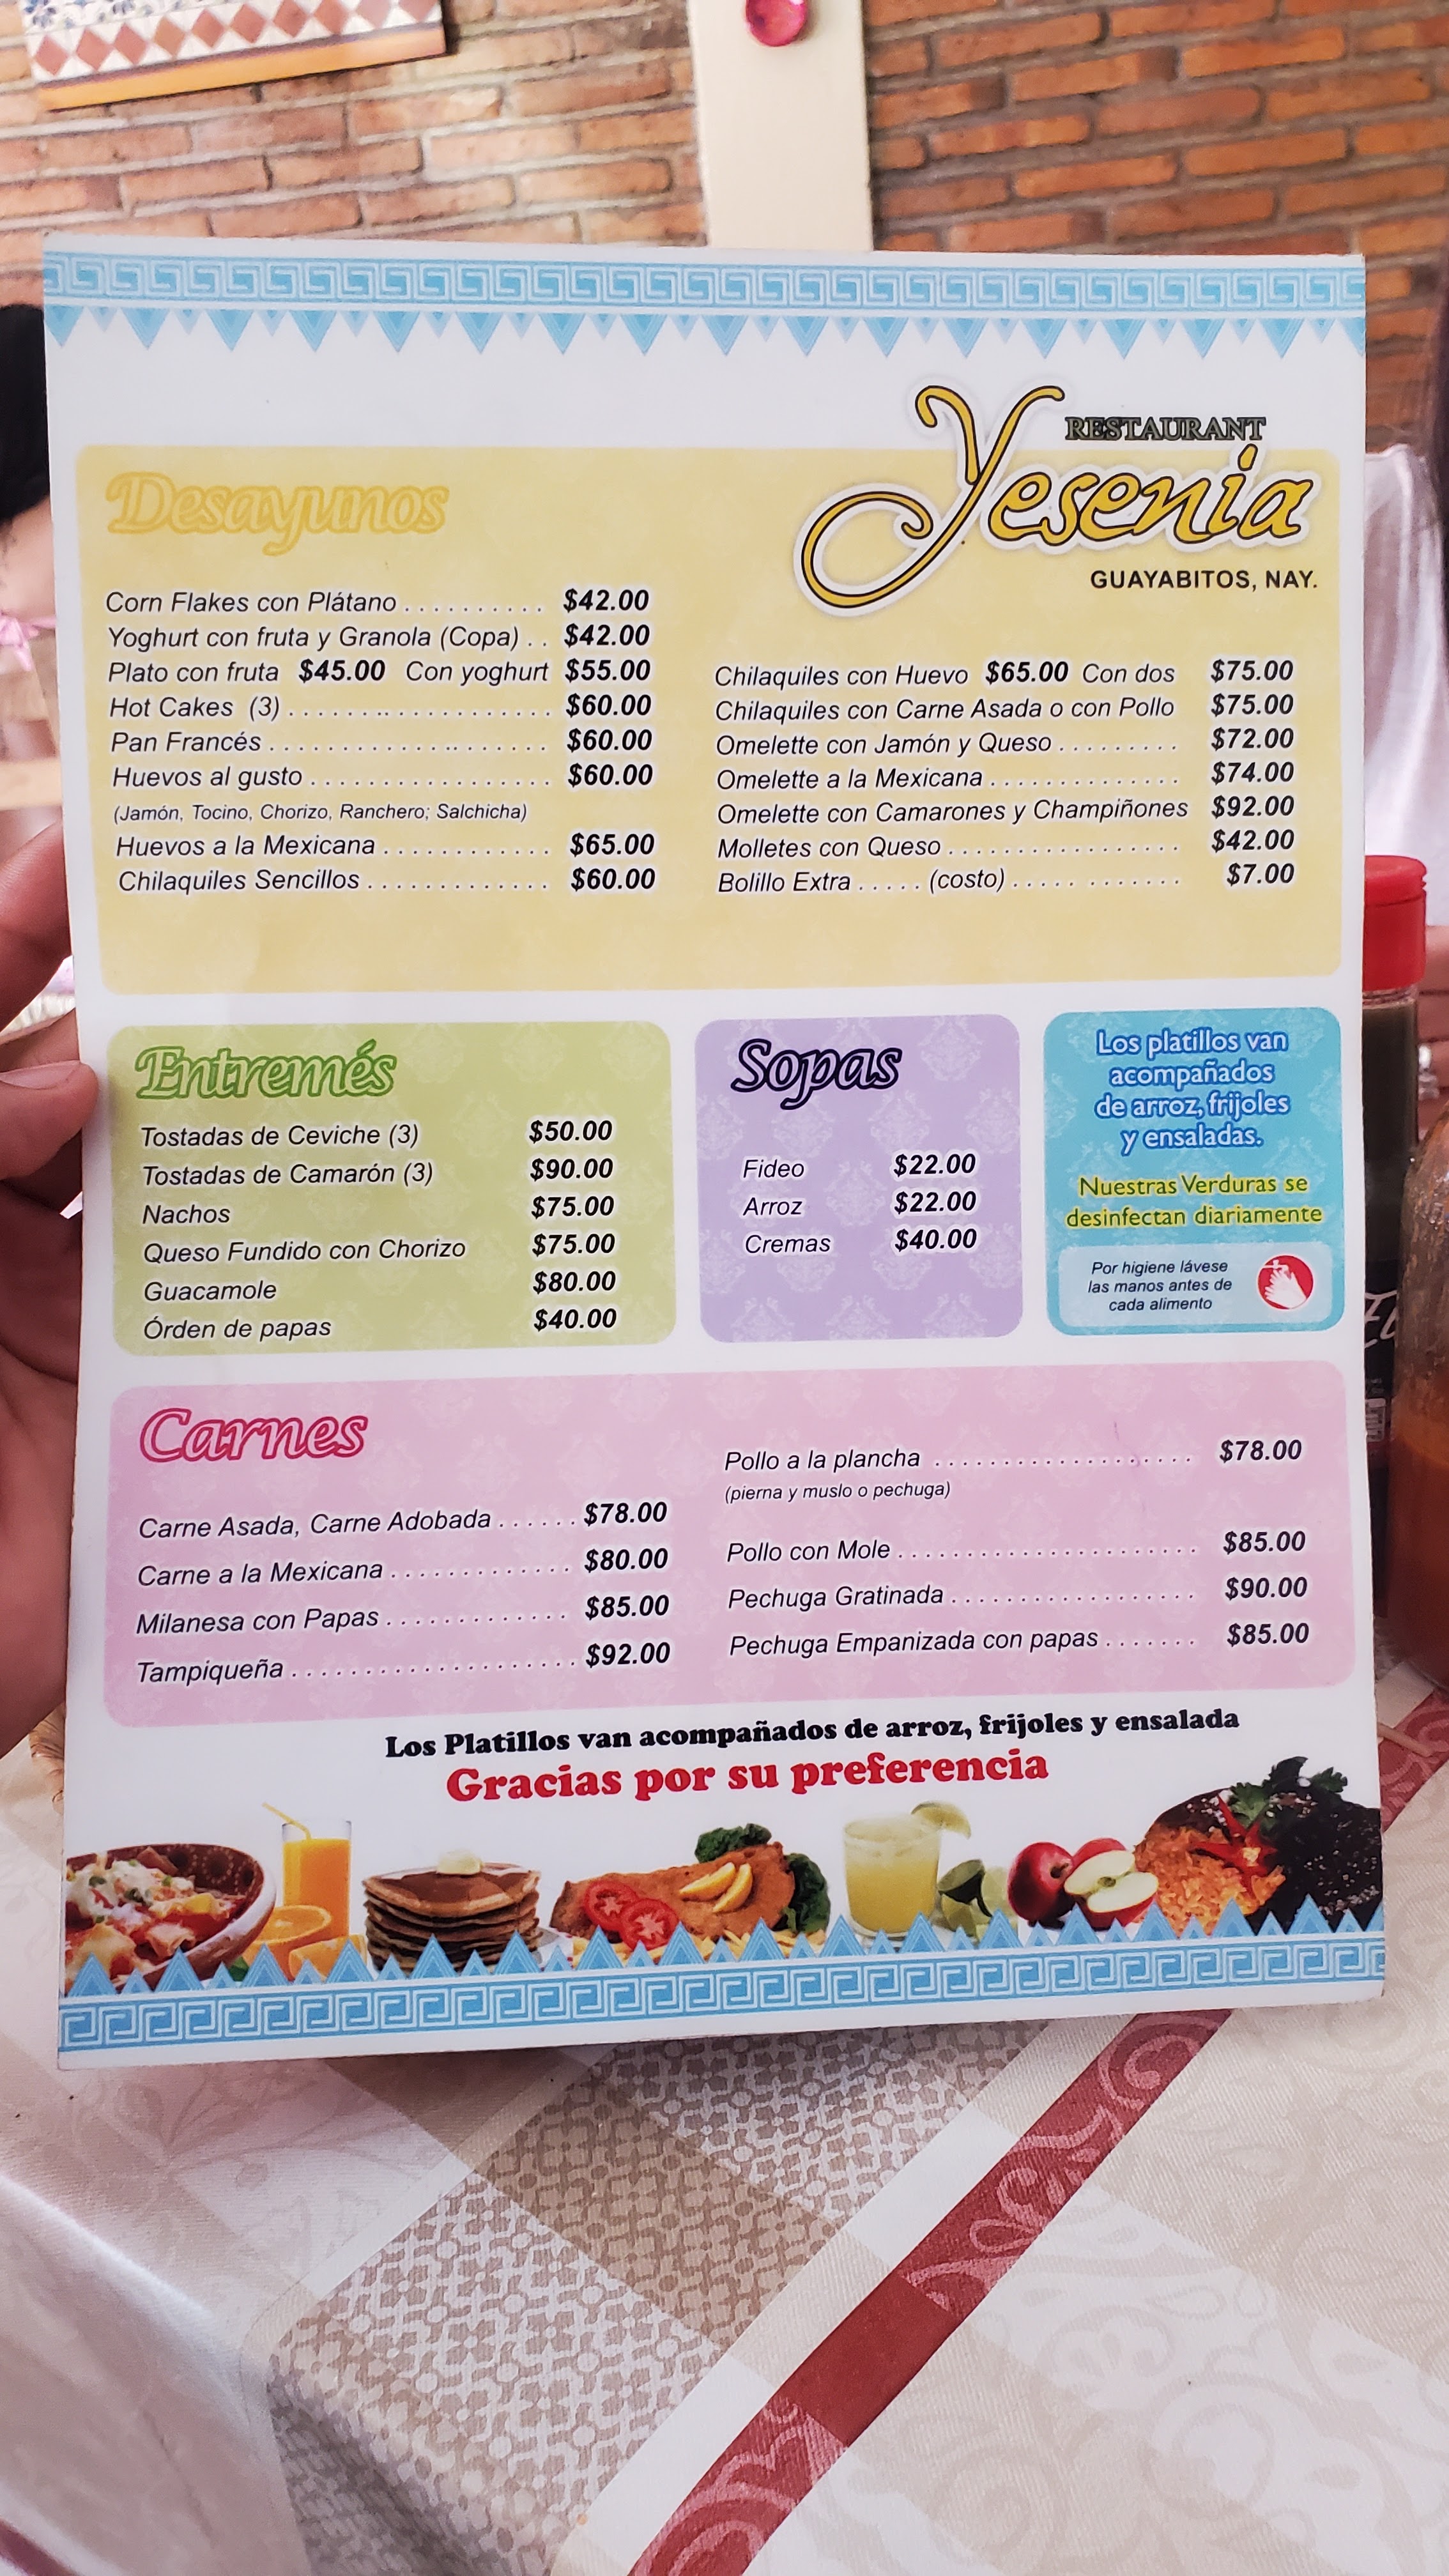 RESTAURANT
Yesenia
GUAYABITOS, NAY.
Desayunos
Corn Flakes con Plátano . . . . . . . . . . $42.00
Yoghurt con fruta y Granola (Copa) . . $42.00
Plato con fruta $45.00 Con yoghurt $55.00
Hot Cakes (3) . . . . . . . . . . . . . . . . . . . . . $60.00
Pan Francés . . . . . . . . . . . . . . . . . . . . . $60.00
Huevos al gusto . . . . . . . . . . . . . . . . . . $60.00
(Jamón, Tocino, Chorizo, Ranchero; Salchicha)
Huevos a la Mexicana . . . . . . . . . . . . $65.00
Chilaquiles Sencillos . . . . . . . . . . . . . $60.00
Chilaquiles con Huevo $65.00 Con dos $75.00
Chilaquiles con Carne Asada o con Pollo $75.00
Omelette con Jamón y Queso . . . . . . . . . $72.00
Omelette a la Mexicana . . . . . . . . . . . . . . $74.00
Omelette con Camarones y Champiñones $92.00
Molletes con Queso . . . . . . . . . . . . . . . . . $42.00
Bolillo Extra . . . . . (costo) . . . . . . . . . . . . $7.00
Entremés
Tostadas de Ceviche (3) $50.00
Tostadas de Camarón (3) $90.00
Nachos $75.00
Queso Fundido con Chorizo $75.00
Guacamole $80.00
Órden de papas $40.00
Sopas
Fideo $22.00
Arroz $22.00
Cremas $40.00
Los platillos van
acompañados
de arroz, frijoles
y ensaladas.
Nuestras Verduras se
desinfectan diariamente
Por higiene lávese
las manos antes de
cada alimento
Carnes
Carne Asada, Carne Adobada . . . . . . $78.00
Carne a la Mexicana . . . . . . . . . . . . . $80.00
Milanesa con Papas . . . . . . . . . . . . . $85.00
Tampiqueña . . . . . . . . . . . . . . . . . . . . $92.00
Pollo a la plancha . . . . . . . . . . . . . . . . . . . $78.00
(pierna y muslo o pechuga)
Pollo con Mole . . . . . . . . . . . . . . . . . . . . . . $85.00
Pechuga Gratinada . . . . . . . . . . . . . . . . . . $90.00
Pechuga Empanizada con papas . . . . . . . $85.00
Los Platillos van acompañados de arroz, frijoles y ensalada
Gracias por su preferencia